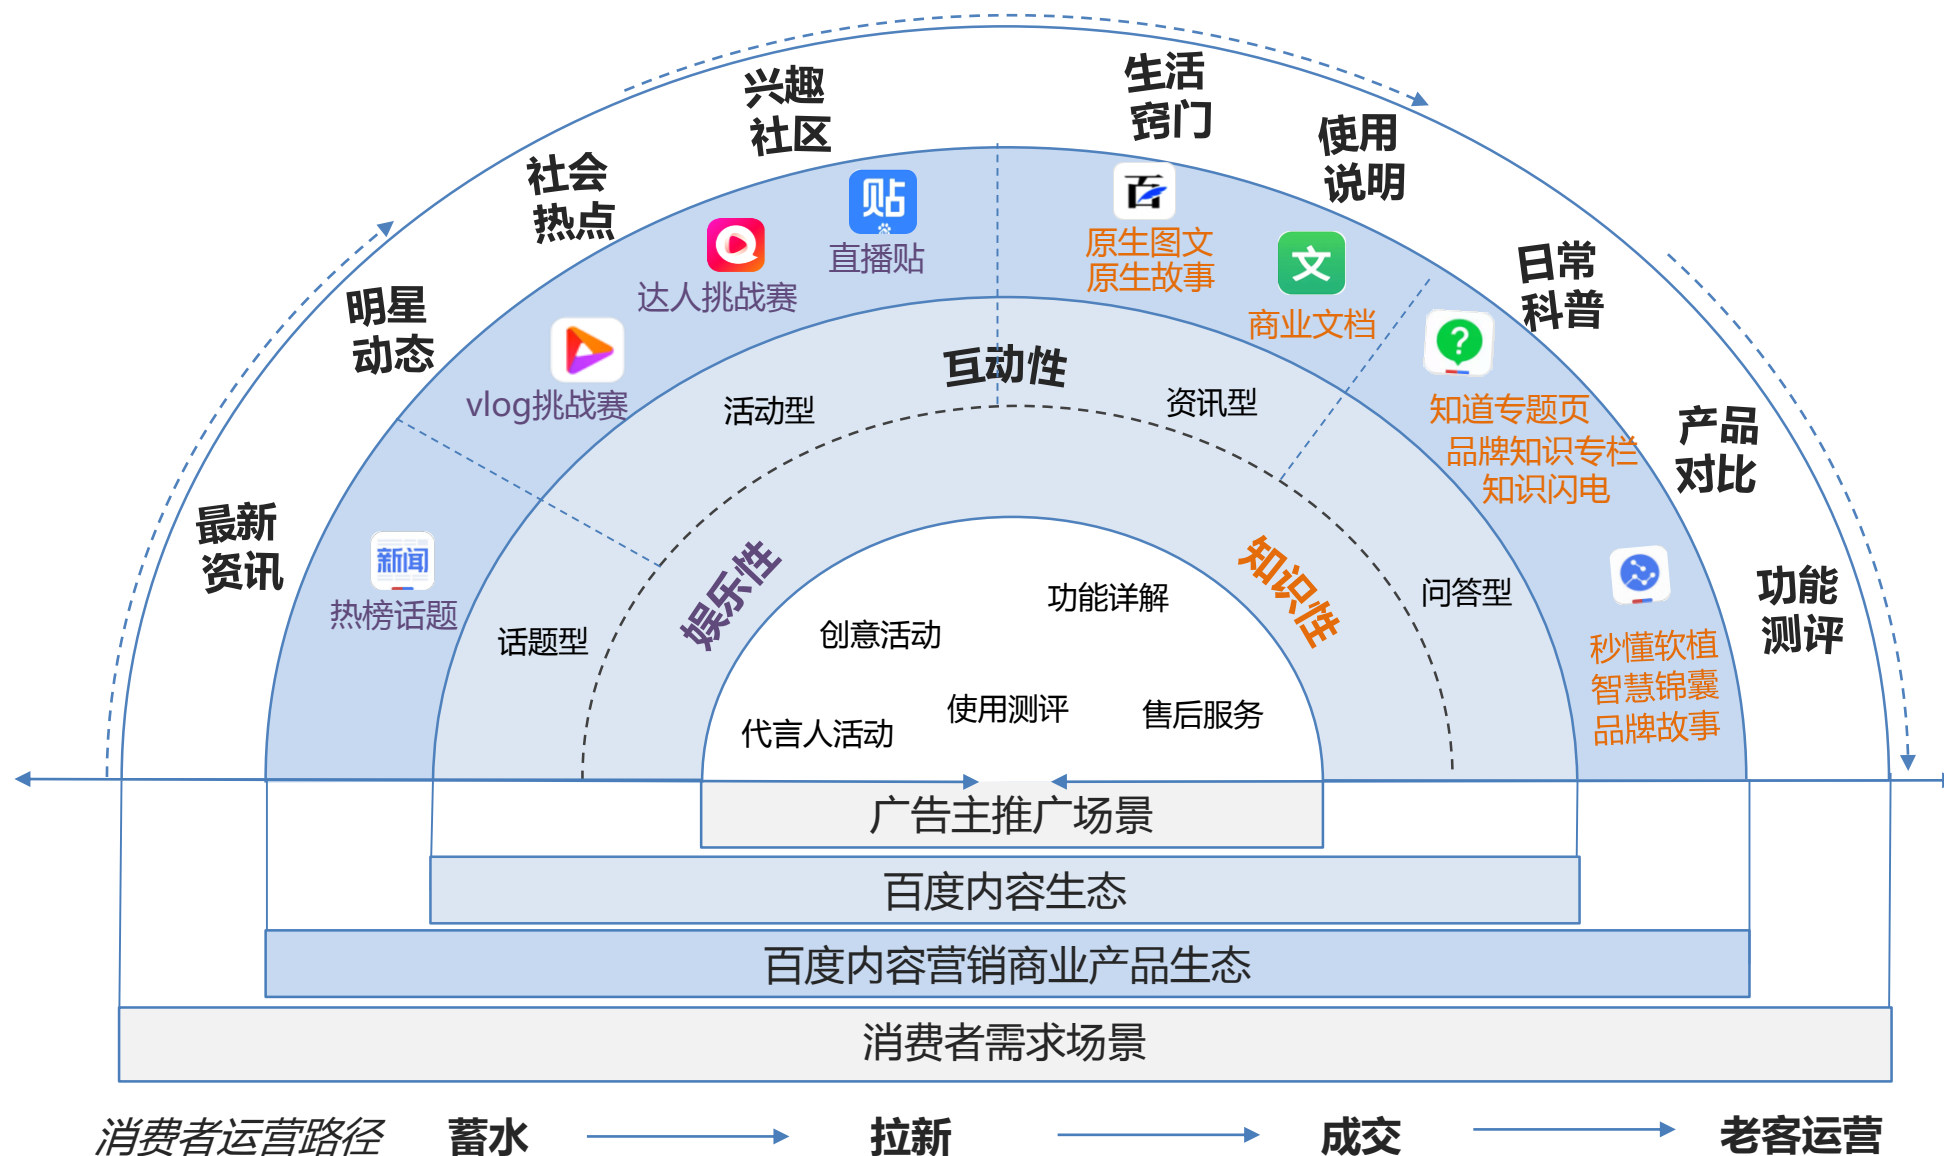 兴趣
社区
生活
窍门
使用
说明
社会
热点
日常
科普
明星
动态
产品
对比
最新
资讯
功能
测评
贴
直播贴
达人挑战赛
vlog挑战赛
新闻
热榜话题
百
原生图文
原生故事
文
商业文档
?
知道专题页
品牌知识专栏
知识闪电
秒懂软植
智慧锦囊
品牌故事
互动性
活动型
资讯型
话题型
问答型
娱乐性
知识性
功能详解
创意活动
使用测评
售后服务
代言人活动
广告主推广场景
百度内容生态
百度内容营销商业产品生态
消费者需求场景
消费者运营路径 蓄水 拉新 成交 老客运营